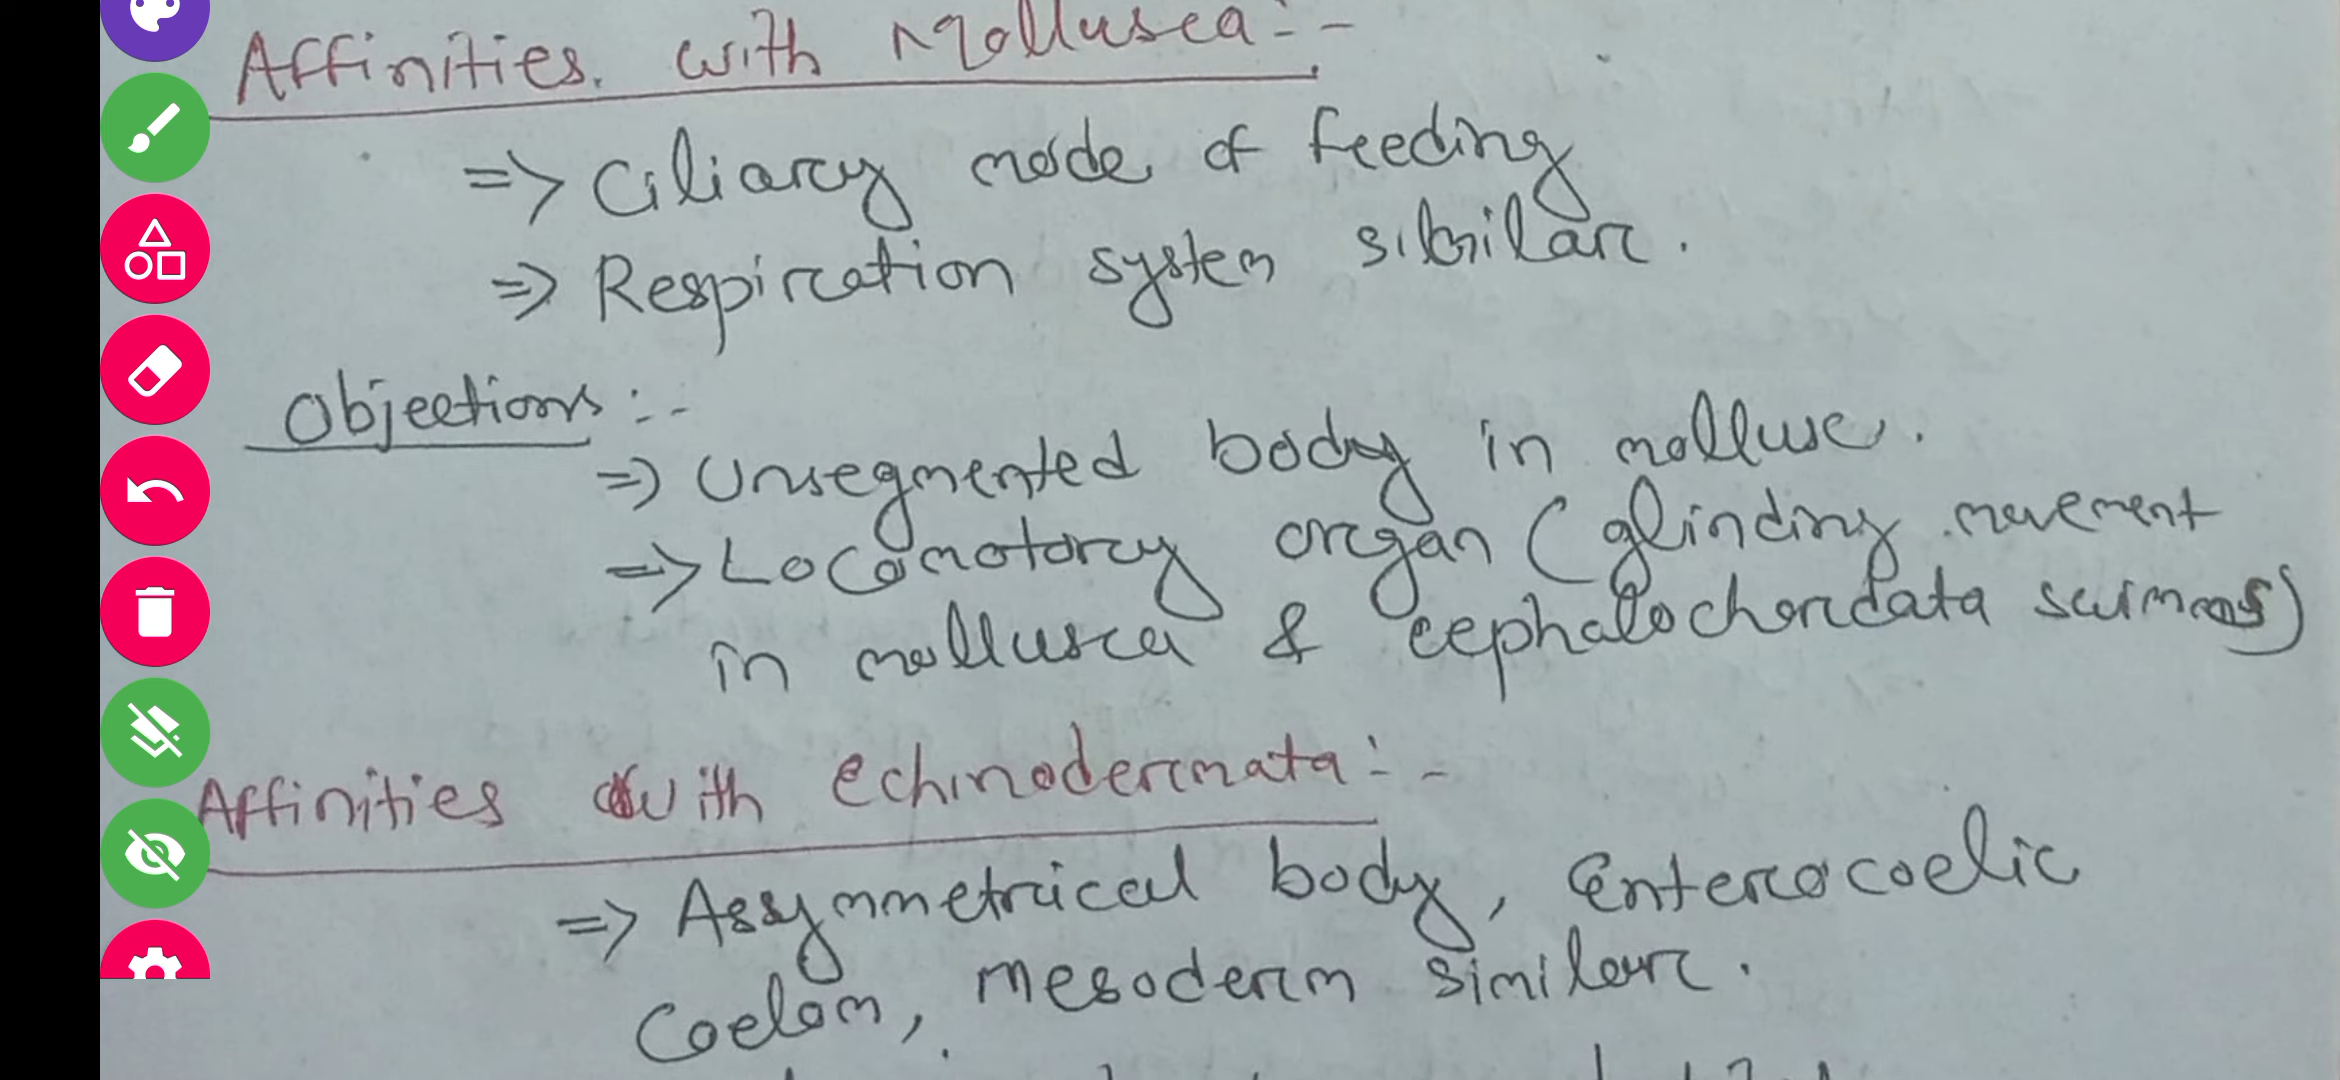 Affinities. with Mollusca:-
=> Ciliary mode of feeding
=> Respiration system similar.
Objections :-
=> Unsegmented body in mollusc.
=> Locomotory organ (glinding movement
in mollusca & cephalochordata swimms)
Affinities with echinodermata:-
=> Assymmetrical body, Enterocoelic
Coelom, mesoderm similar.